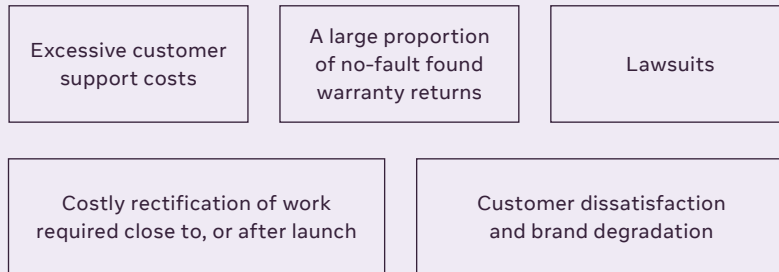 Excessive customer
support costs
A large proportion
of no-fault found
warranty returns
Lawsuits
Costly rectification of work
required close to, or after launch
Customer dissatisfaction
and brand degradation